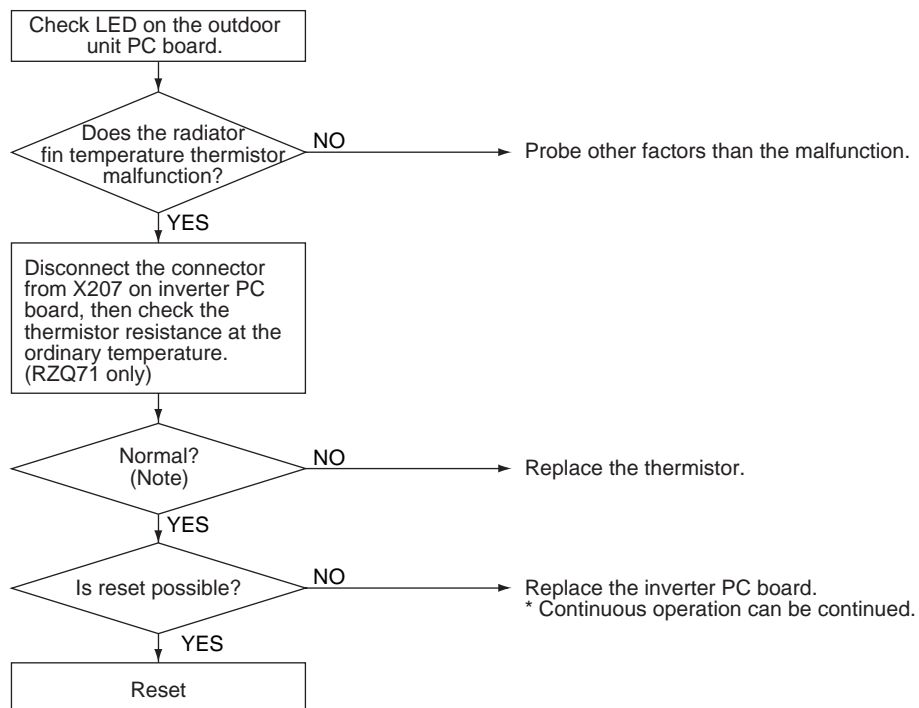 Check LED on the outdoor
unit PC board.
Does the radiator
fin temperature thermistor
malfunction?
NO
Probe other factors than the malfunction.
YES
Disconnect the connector
from X207 on inverter PC
board, then check the
thermistor resistance at the
ordinary temperature.
(RZQ71 only)
Normal?
(Note)
NO
Replace the thermistor.
YES
Is reset possible?
NO
Replace the inverter PC board.
* Continuous operation can be continued.
YES
Reset